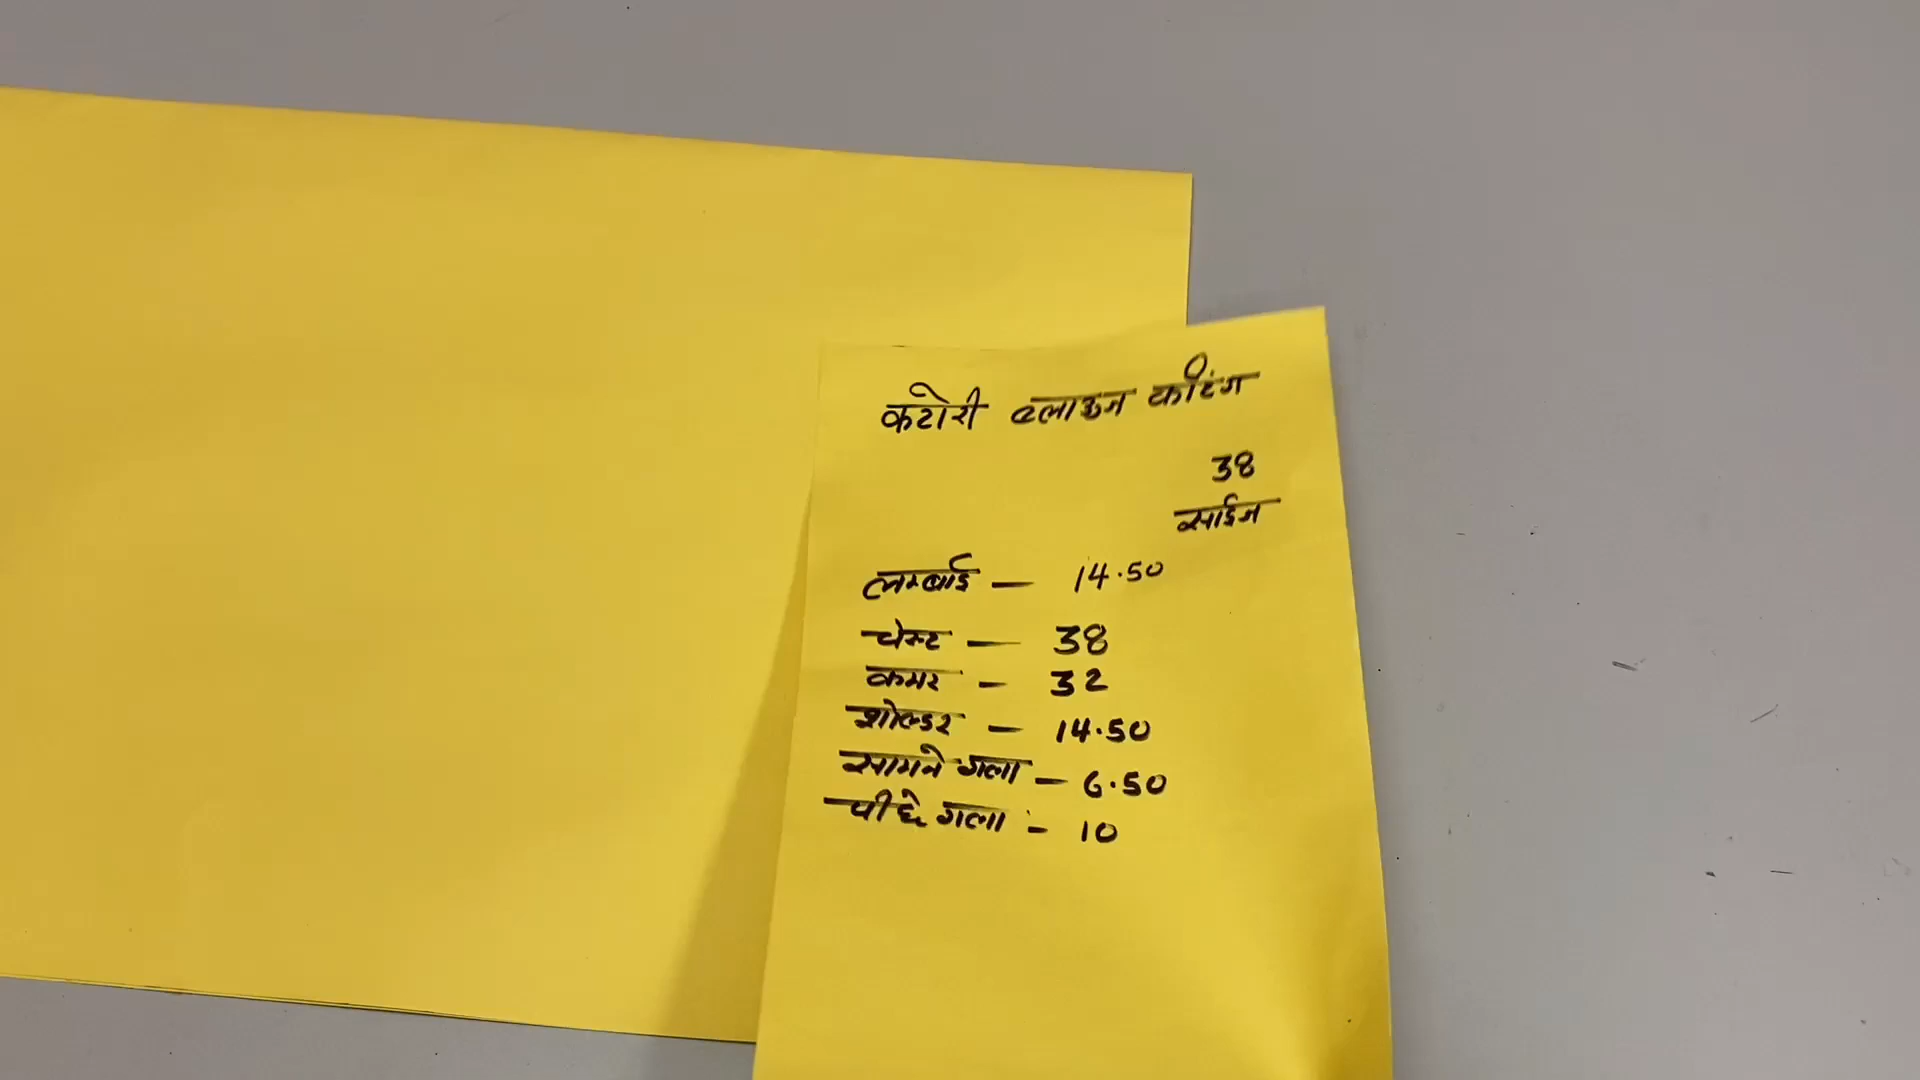 कटोरी ब्लाऊज कटिंग
38
साईज
लम्बाई — 14.50
चेस्ट — 38
कमर - 32
शोल्डर — 14.50
सामने गला — 6.50
पीछे गला :- 10